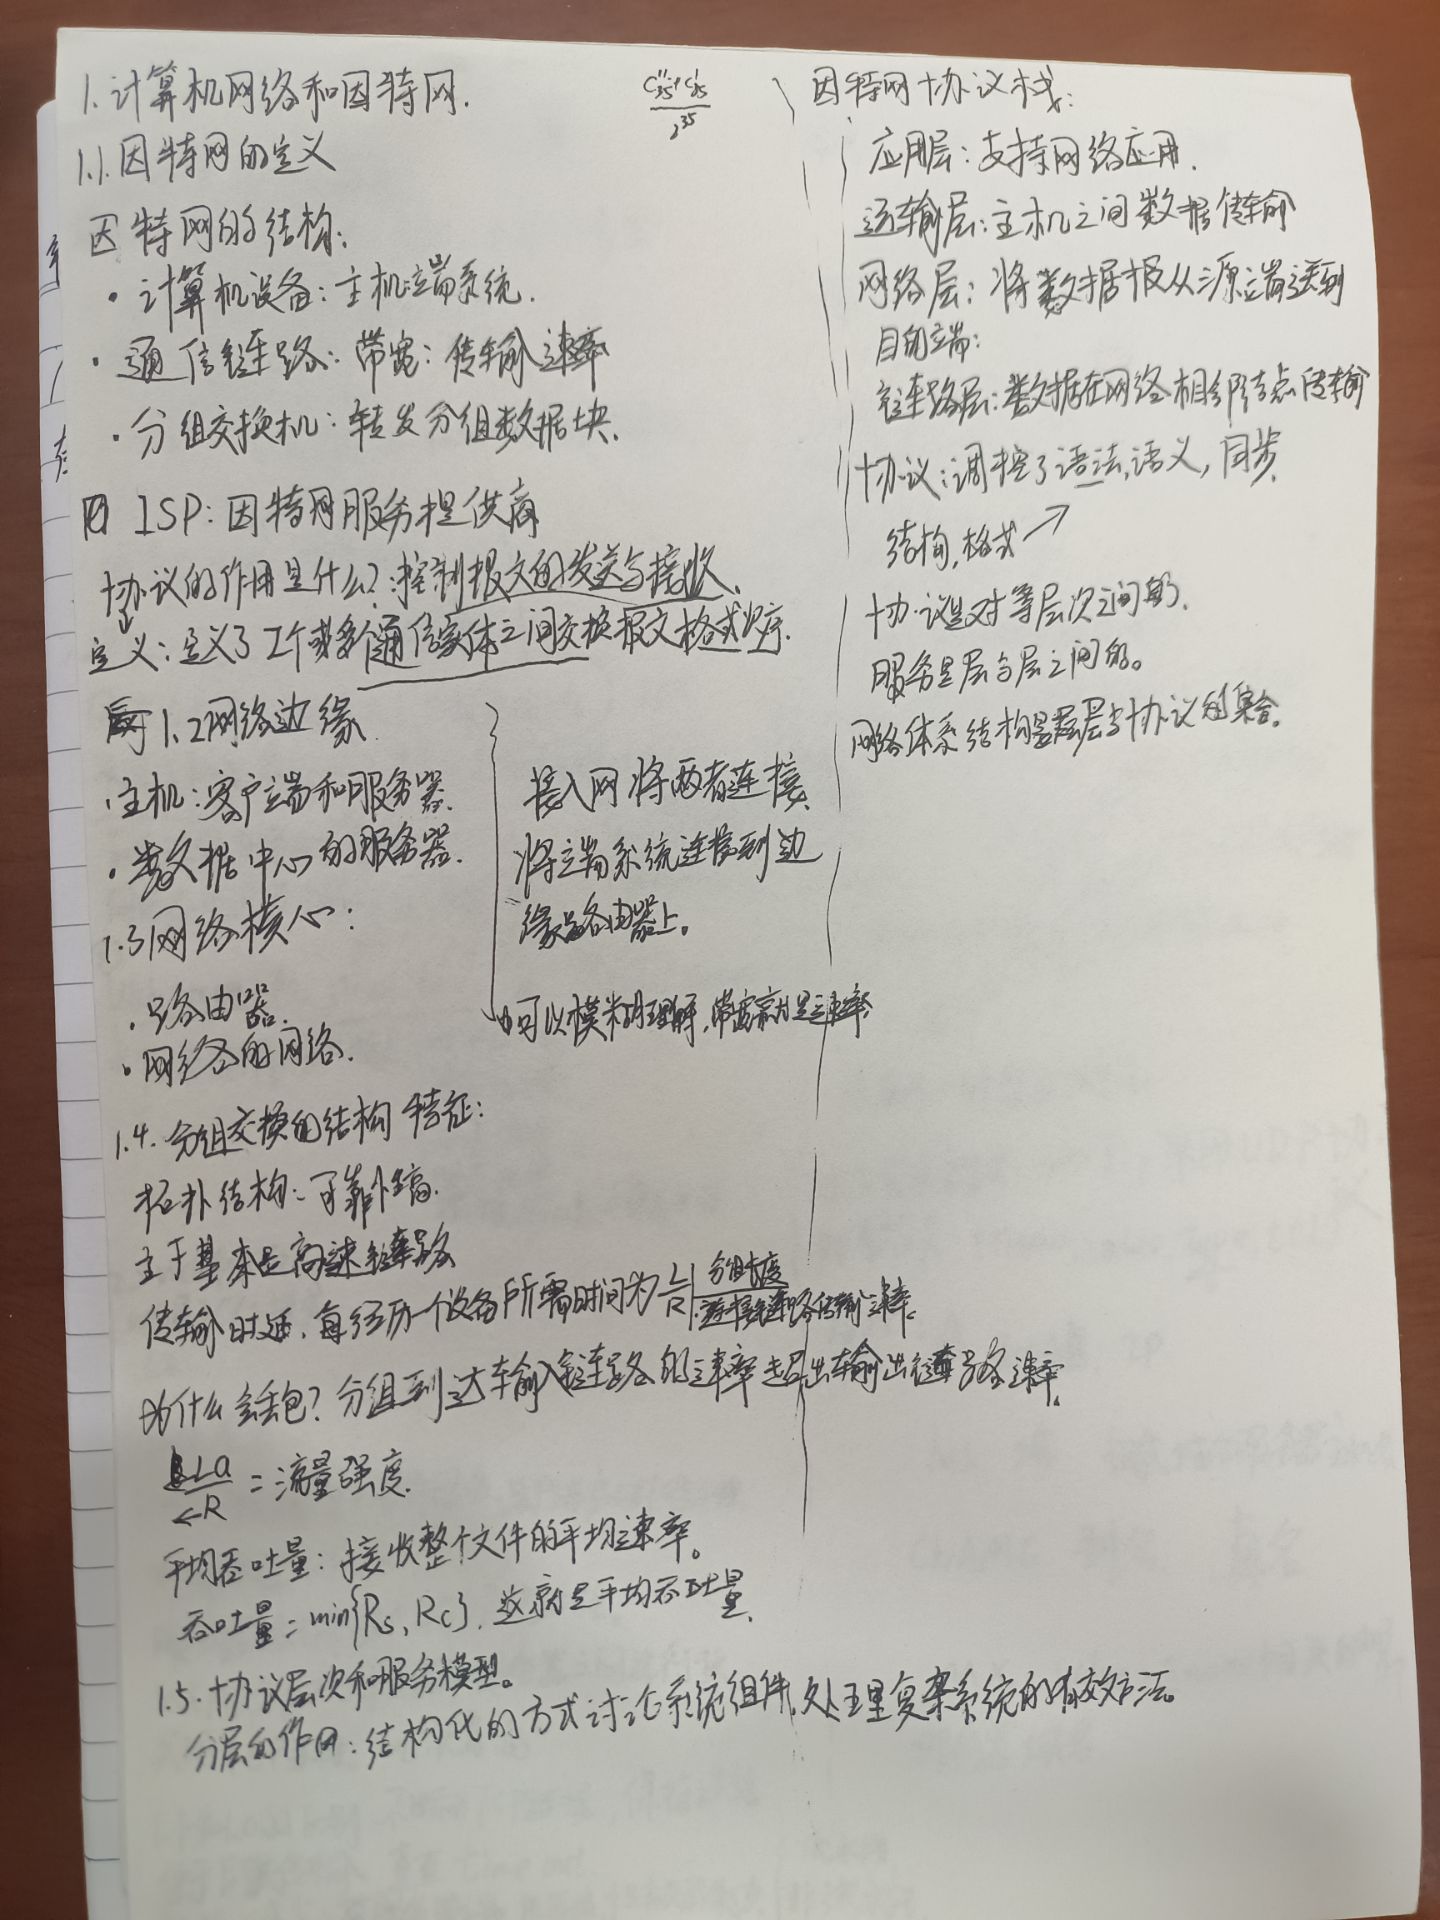 1.计算机网络和因特网.
1.1.因特网的定义
因特网的结构:
·计算机设备:主机端系统.
·通信链路:带宽:传输速率
·分组交换机:转发分组数据块.
ISP:因特网服务提供商
协议的作用是什么?:控制报文的发送与接收、
定义:定义了2个或多个通信实体之间交换报文格式次序.
1.2网络边缘
·主机:客户端和服务器.
·数据中心的服务器.
1.3网络核心:
·路由器.
·网络的网络.
接入网将两者连接.
将端系统连接到边
缘路由器上。
可以模糊理解,带宽就是速率
1.4.分组交换的结构特征:
拓扑结构:可靠性高.
主干基本是高速链路
传输时延,每经历一个设备所需时间为 L/R 分组长度/链路传输速率。
为什么会丢包?分组到达输入链路的速率超出输出链路速率.
La/R = 流量强度.
平均吞吐量:接收整个文件的平均速率。
吞吐量=min{Rs,Rc}.这就是平均吞吐量.
1.5.协议层次和服务模型。
分层的作用:结构化的方式讨论系统组件,处理复杂系统的有效方法。
因特网协议栈:
应用层:支持网络应用.
运输层:主机之间数据传输
网络层:将数据报从源端送到
目的端:
链路层:数据在网络相邻结点传输
协议:调控了语法,语义,同步.
结构,格式↗
协议是对等层次之间的.
服务是层与层之间的。
网络体系结构是层与协议的集合。